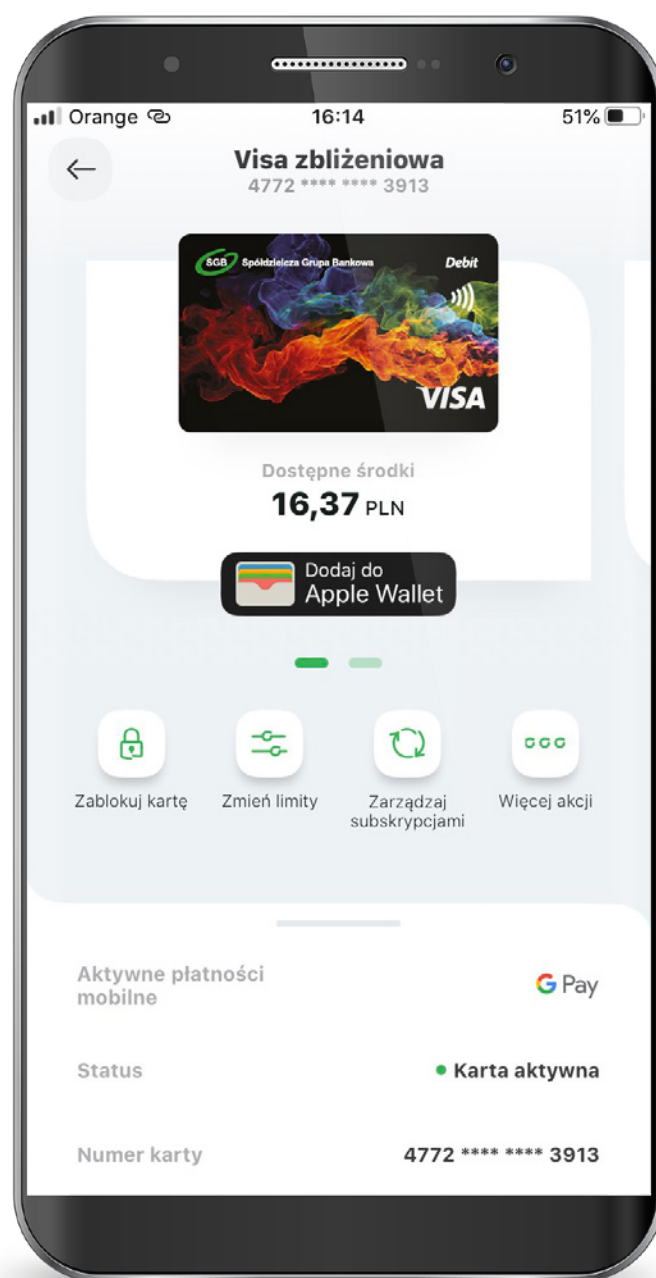 Orange
16:14
51%
Visa zbliżeniowa
4772 **** **** 3913
SGB Spółdzielcza Grupa Bankowa
Debit
VISA
Dostępne środki
16,37 PLN
Dodaj do
Apple Wallet
Zablokuj kartę
Zmień limity
Zarządzaj
subskrypcjami
Więcej akcji
Aktywne płatności
mobilne
G Pay
Status
Karta aktywna
Numer karty
4772 **** **** 3913